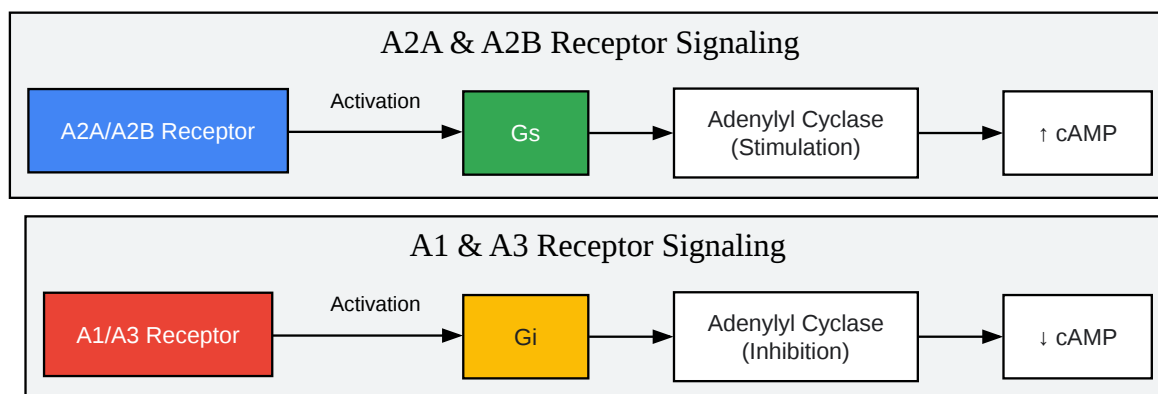 A2A & A2B Receptor Signaling
A2A/A2B Receptor
Activation
Gs
Adenylyl Cyclase
(Stimulation)
↑ cAMP
A1 & A3 Receptor Signaling
A1/A3 Receptor
Activation
Gi
Adenylyl Cyclase
(Inhibition)
↓ cAMP